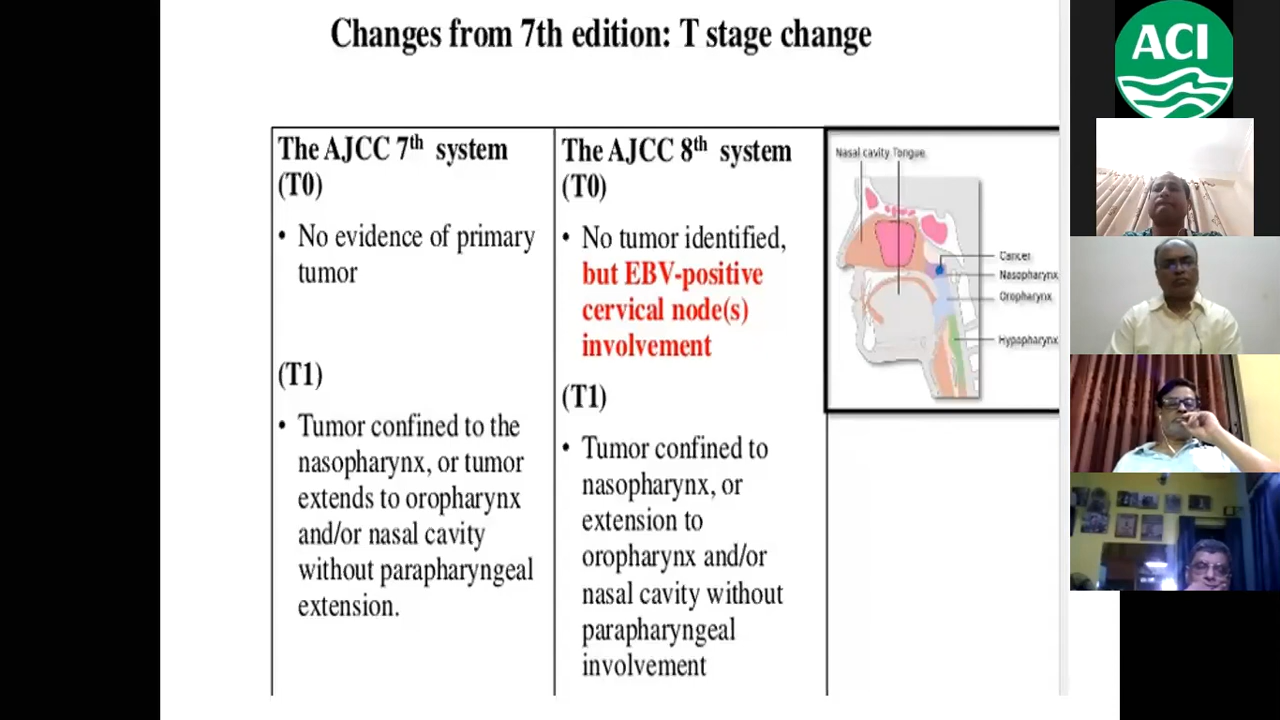 Changes from 7th edition: T stage change
The AJCC 7th system
(T0)
• No evidence of primary
tumor
(T1)
• Tumor confined to the
nasopharynx, or tumor
extends to oropharynx
and/or nasal cavity
without parapharyngeal
extension.
The AJCC 8th system
(T0)
• No tumor identified,
but EBV-positive
cervical node(s)
involvement
(T1)
• Tumor confined to
nasopharynx, or
extension to
oropharynx and/or
nasal cavity without
parapharyngeal
involvement
Nasal cavity Tongue
Cancer
Nasopharynx
Oropharynx
Hypopharynx
ACI